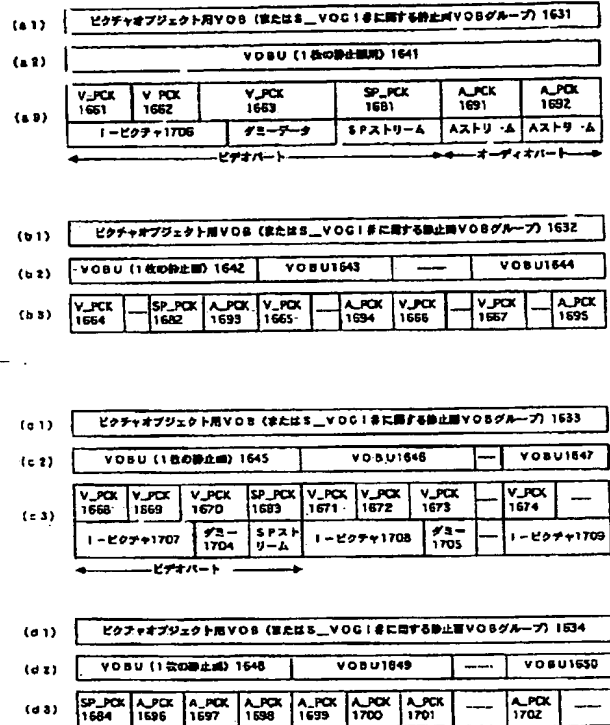 (a1) ピクチャオブジェクト用VOB (またはS__VOGI#に関する静止画VOBグループ) 1631
(a2) VOBU (1枚の静止画用) 1641
V_PCK 1661 V_PCK 1662 V_PCK 1663 SP_PCK 1681 A_PCK 1691 A_PCK 1692
I-ピクチャ1706 ダミーデータ SPストリーム Aストリーム Aストリーム
ビデオパート オーディオパート
(b1) ピクチャオブジェクト用VOB (またはS__VOGI#に関する静止画VOBグループ) 1632
(b2) VOBU (1枚の静止画) 1642 VOBU1643 VOBU1644
(b3) V_PCK 1664 SP_PCK 1682 A_PCK 1693 V_PCK 1665 A_PCK 1694 V_PCK 1666 V_PCK 1667 A_PCK 1695
(c1) ピクチャオブジェクト用VOB (またはS__VOGI#に関する静止画VOBグループ) 1633
(c2) VOBU (1枚の静止画) 1645 VOBU1646 VOBU1647
(c3) V_PCK 1668 V_PCK 1669 V_PCK 1670 SP_PCK 1683 V_PCK 1671 V_PCK 1672 V_PCK 1673 V_PCK 1674
I-ピクチャ1707 ダミー 1704 SPストリーム I-ピクチャ1708 ダミー 1705 I-ピクチャ1709
ビデオパート
(d1) ピクチャオブジェクト用VOB (またはS__VOGI#に関する静止画VOBグループ) 1634
(d2) VOBU (1枚の静止画) 1648 VOBU1649 VOBU1650
(d3) SP_PCK 1684 A_PCK 1696 A_PCK 1697 A_PCK 1698 A_PCK 1699 A_PCK 1700 A_PCK 1701 A_PCK 1702